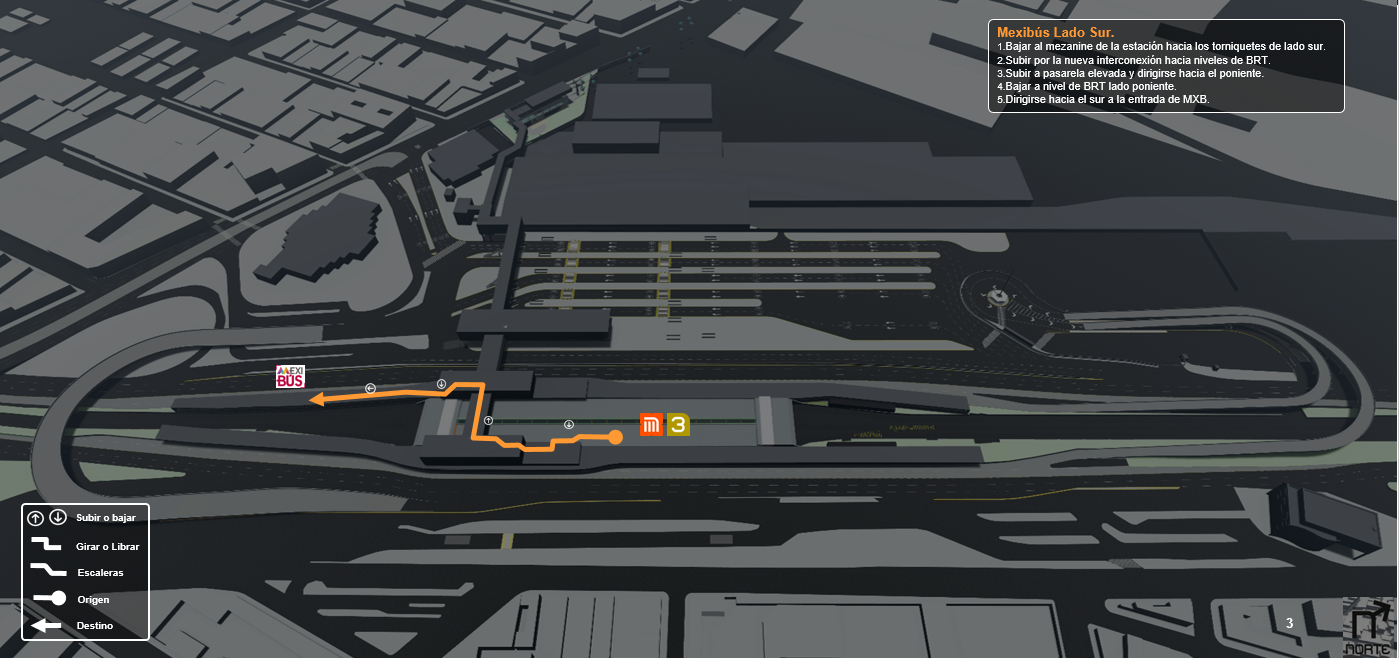 Mexibús Lado Sur.
1.Bajar al mezanine de la estación hacia los torniquetes de lado sur.
2.Subir por la nueva interconexión hacia niveles de BRT.
3.Subir a pasarela elevada y dirigirse hacia el poniente.
4.Bajar a nivel de BRT lado poniente.
5.Dirigirse hacia el sur a la entrada de MXB.
MEXI
BÚS
3
Subir o bajar
Girar o Librar
Escaleras
Origen
Destino
3
NORTE